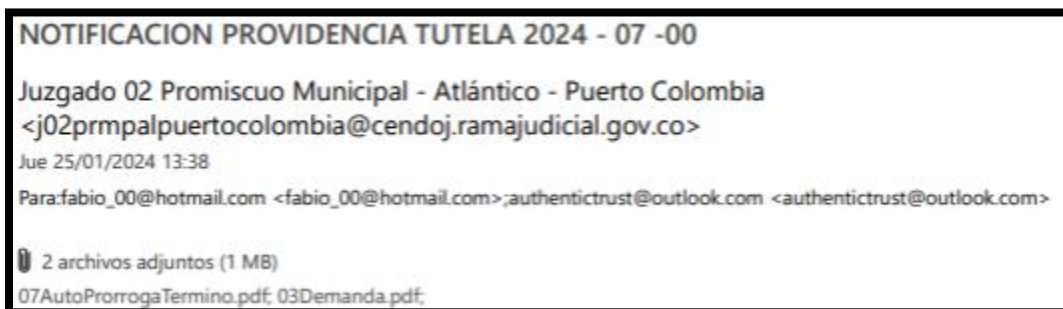 NOTIFICACION PROVIDENCIA TUTELA 2024 - 07 -00
Juzgado 02 Promiscuo Municipal - Atlántico - Puerto Colombia
<j02prmpalpuertocolombia@cendoj.ramajudicial.gov.co>
Jue 25/01/2024 13:38
Para:fabio_00@hotmail.com <fabio_00@hotmail.com>;authentictrust@outlook.com <authentictrust@outlook.com>
2 archivos adjuntos (1 MB)
07AutoProrrogaTermino.pdf; 03Demanda.pdf;